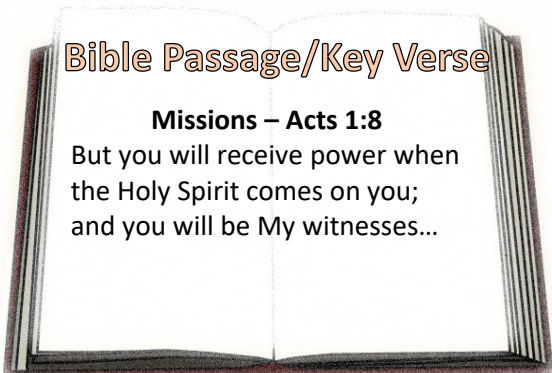 Bible Passage/Key Verse
Missions – Acts 1:8
But you will receive power when
the Holy Spirit comes on you;
and you will be My witnesses…